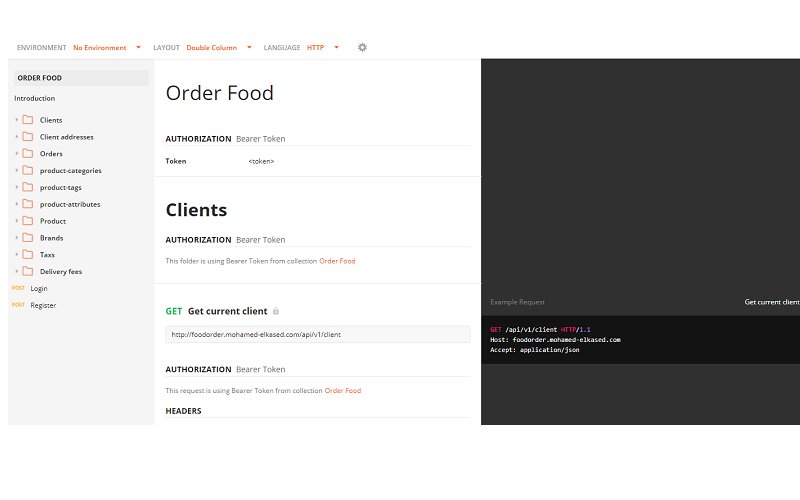 ENVIRONMENT No Environment LAYOUT Double Column LANGUAGE HTTP
ORDER FOOD
Introduction
Clients
Client addresses
Orders
product-categories
product-tags
product-attributes
Product
Brands
Taxs
Delivery fees
POST Login
POST Register
Order Food
AUTHORIZATION Bearer Token
Token <token>
Clients
AUTHORIZATION Bearer Token
This folder is using Bearer Token from collection Order Food
GET Get current client
http://foodorder.mohamed-elkased.com/api/v1/client
AUTHORIZATION Bearer Token
This request is using Bearer Token from collection Order Food
HEADERS
Example Request Get current client
GET /api/v1/client HTTP/1.1
Host: foodorder.mohamed-elkased.com
Accept: application/json